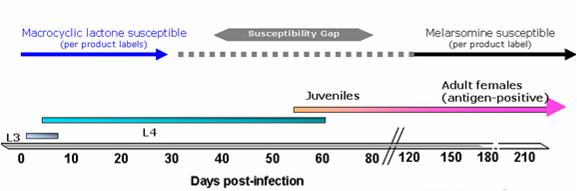 Macrocyclic lactone susceptible
(per product labels)
Susceptibility Gap
Melarsomine susceptible
(per product label)
Juveniles
Adult females
(antigen-positive)
L3
L4
0 10 20 30 40 50 60 80 120 150 180 210
Days post-infection